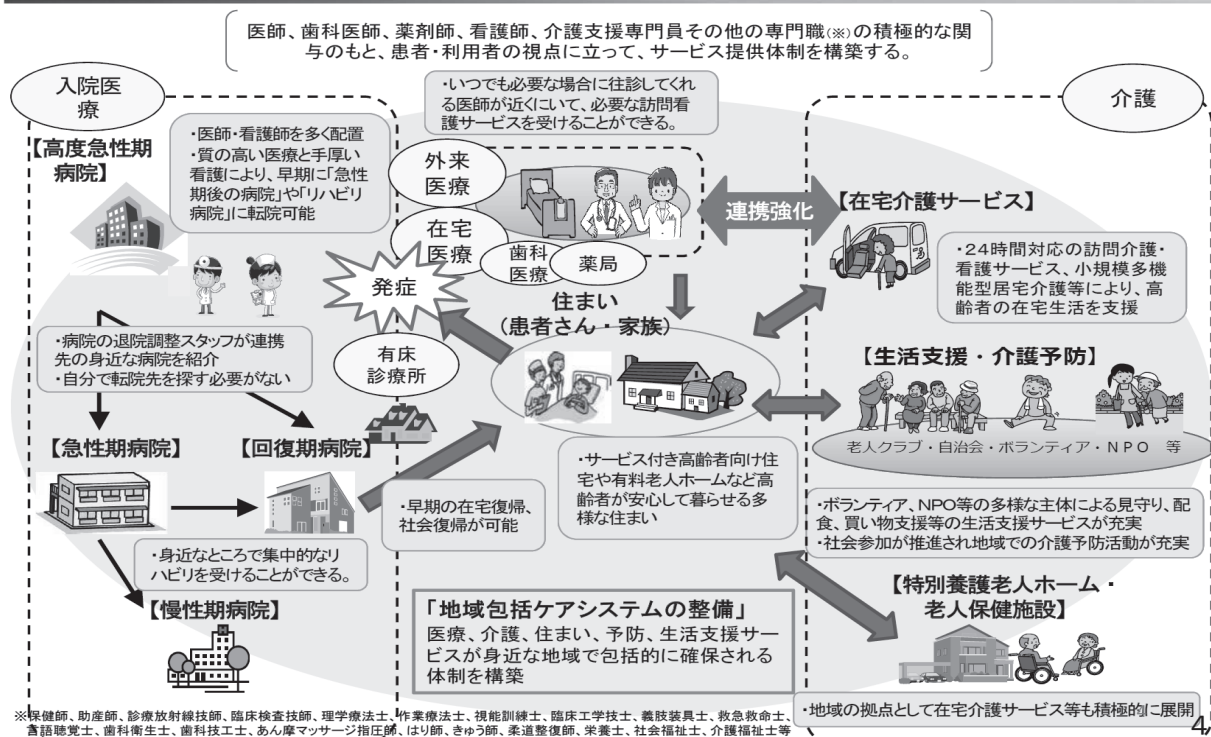 医師、歯科医師、薬剤師、看護師、介護支援専門員その他の専門職(※)の積極的な関
与のもと、患者・利用者の視点に立って、サービス提供体制を構築する。
入院医
療
【高度急性期
病院】
・医師・看護師を多く配置
・質の高い医療と手厚い
看護により、早期に「急性
期後の病院」や「リハビリ
病院」に転院可能
・病院の退院調整スタッフが連携
先の身近な病院を紹介
・自分で転院先を探す必要がない
【急性期病院】
【回復期病院】
・身近なところで集中的なリ
ハビリを受けることができる。
【慢性期病院】
・いつでも必要な場合に往診してくれ
る医師が近くにいて、必要な訪問看
護サービスを受けることができる。
外来
医療
在宅
医療
歯科
医療
薬局
発症
有床
診療所
住まい
(患者さん・家族)
・早期の在宅復帰、
社会復帰が可能
・サービス付き高齢者向け住
宅や有料老人ホームなど高
齢者が安心して暮らせる多
様な住まい
「地域包括ケアシステムの整備」
医療、介護、住まい、予防、生活支援サー
ビスが身近な地域で包括的に確保される
体制を構築
連携強化
介護
【在宅介護サービス】
・24時間対応の訪問介護・
看護サービス、小規模多機
能型居宅介護等により、高
齢者の在宅生活を支援
【生活支援・介護予防】
老人クラブ・自治会・ボランティア・NPO 等
・ボランティア、NPO等の多様な主体による見守り、配
食、買い物支援等の生活支援サービスが充実
・社会参加が推進され地域での介護予防活動が充実
【特別養護老人ホーム・
老人保健施設】
・地域の拠点として在宅介護サービス等も積極的に展開
※保健師、助産師、診療放射線技師、臨床検査技師、理学療法士、作業療法士、視能訓練士、臨床工学技士、義肢装具士、救急救命士、
言語聴覚士、歯科衛生士、歯科技工士、あん摩マッサージ指圧師、はり師、きゅう師、柔道整復師、栄養士、社会福祉士、介護福祉士等
4